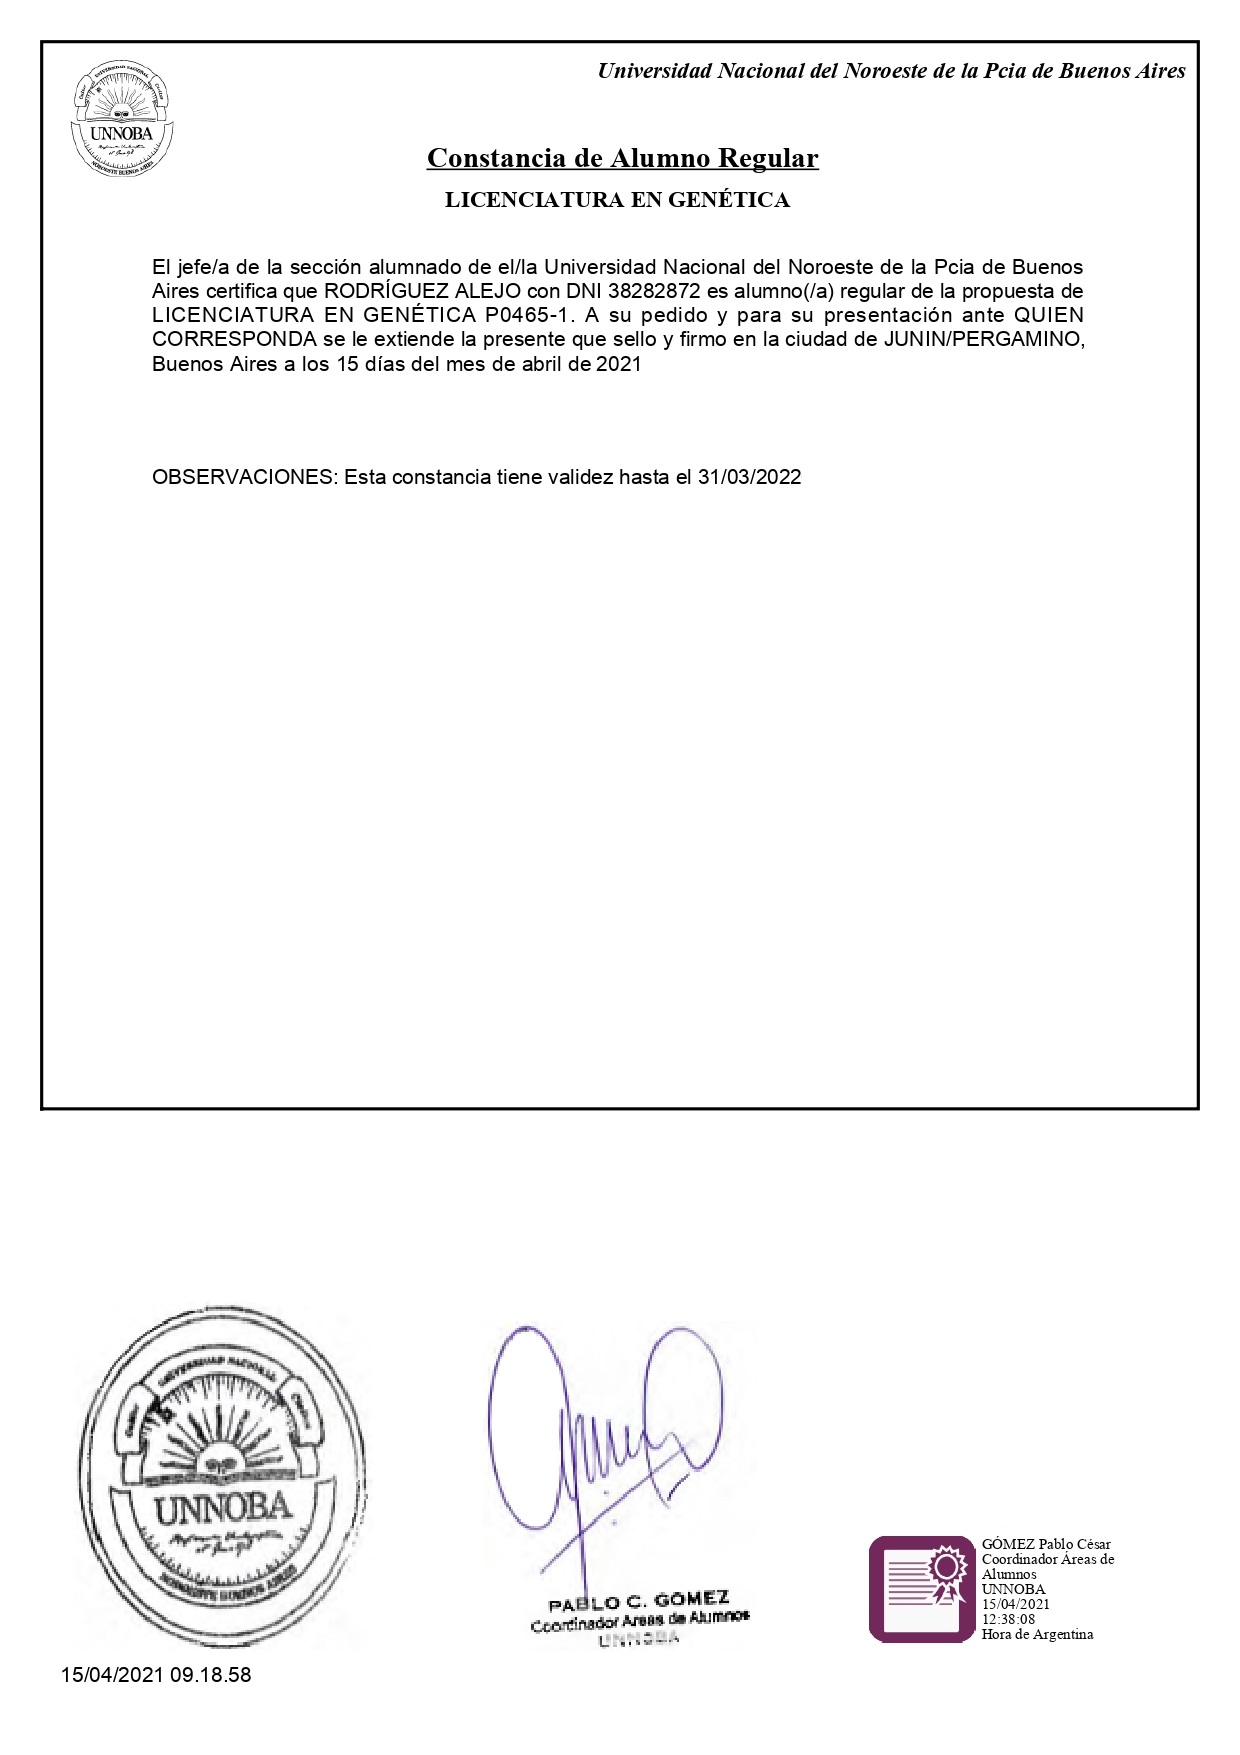 Universidad Nacional del Noroeste de la Pcia de Buenos Aires
UNIVERSIDAD NACIONAL
UNNOBA
NOROESTE BUENOS AIRES
Constancia de Alumno Regular
LICENCIATURA EN GENÉTICA
El jefe/a de la sección alumnado de el/la Universidad Nacional del Noroeste de la Pcia de Buenos
Aires certifica que RODRÍGUEZ ALEJO con DNI 38282872 es alumno(/a) regular de la propuesta de
LICENCIATURA EN GENÉTICA P0465-1. A su pedido y para su presentación ante QUIEN
CORRESPONDA se le extiende la presente que sello y firmo en la ciudad de JUNIN/PERGAMINO,
Buenos Aires a los 15 días del mes de abril de 2021
OBSERVACIONES: Esta constancia tiene validez hasta el 31/03/2022
UNIVERSIDAD NACIONAL
UNNOBA
NOROESTE BUENOS AIRES
PABLO C. GOMEZ
Coordinador Areas de Alumnos
UNNOBA
GÓMEZ Pablo César
Coordinador Áreas de
Alumnos
UNNOBA
15/04/2021
12:38:08
Hora de Argentina
15/04/2021 09.18.58